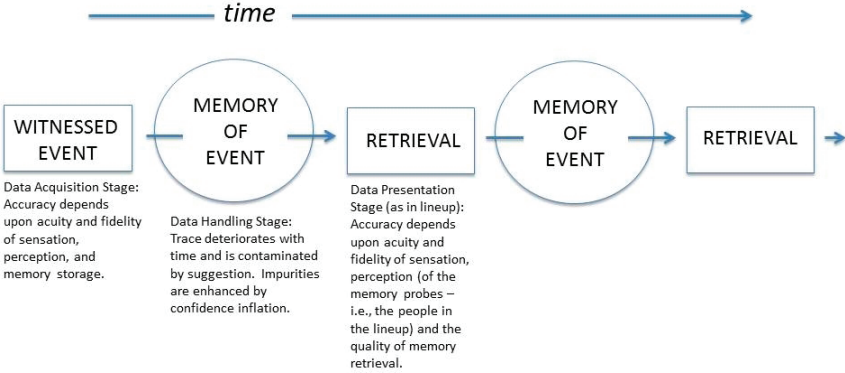 time
WITNESSED
EVENT
MEMORY
OF
EVENT
RETRIEVAL
MEMORY
OF
EVENT
RETRIEVAL
Data Acquisition Stage:
Accuracy depends
upon acuity and fidelity
of sensation,
perception, and
memory storage.
Data Handling Stage:
Trace deteriorates with
time and is contaminated
by suggestion. Impurities
are enhanced by
confidence inflation.
Data Presentation
Stage (as in lineup):
Accuracy depends
upon acuity and
fidelity of sensation,
perception (of the
memory probes –
i.e., the people in
the lineup) and the
quality of memory
retrieval.